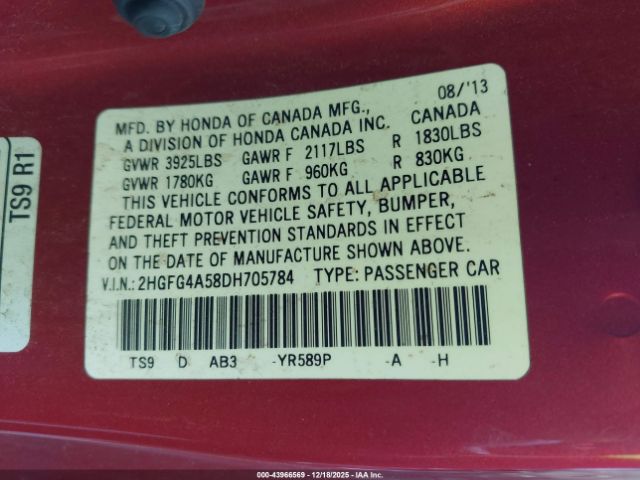 08/'13
MFD. BY HONDA OF CANADA MFG.,
A DIVISION OF HONDA CANADA INC. CANADA
GVWR 3925LBS GAWR F 2117LBS R 1830LBS
GVWR 1780KG GAWR F 960KG R 830KG
THIS VEHICLE CONFORMS TO ALL APPLICABLE
FEDERAL MOTOR VEHICLE SAFETY, BUMPER,
AND THEFT PREVENTION STANDARDS IN EFFECT
ON THE DATE OF MANUFACTURE SHOWN ABOVE.
V.I.N.: 2HGFG4A58DH705784 TYPE: PASSENGER CAR
TS9 D AB3 -YR589P -A -H
TS9 R1
000-43966569 - 12/18/2025 - IAA Inc.